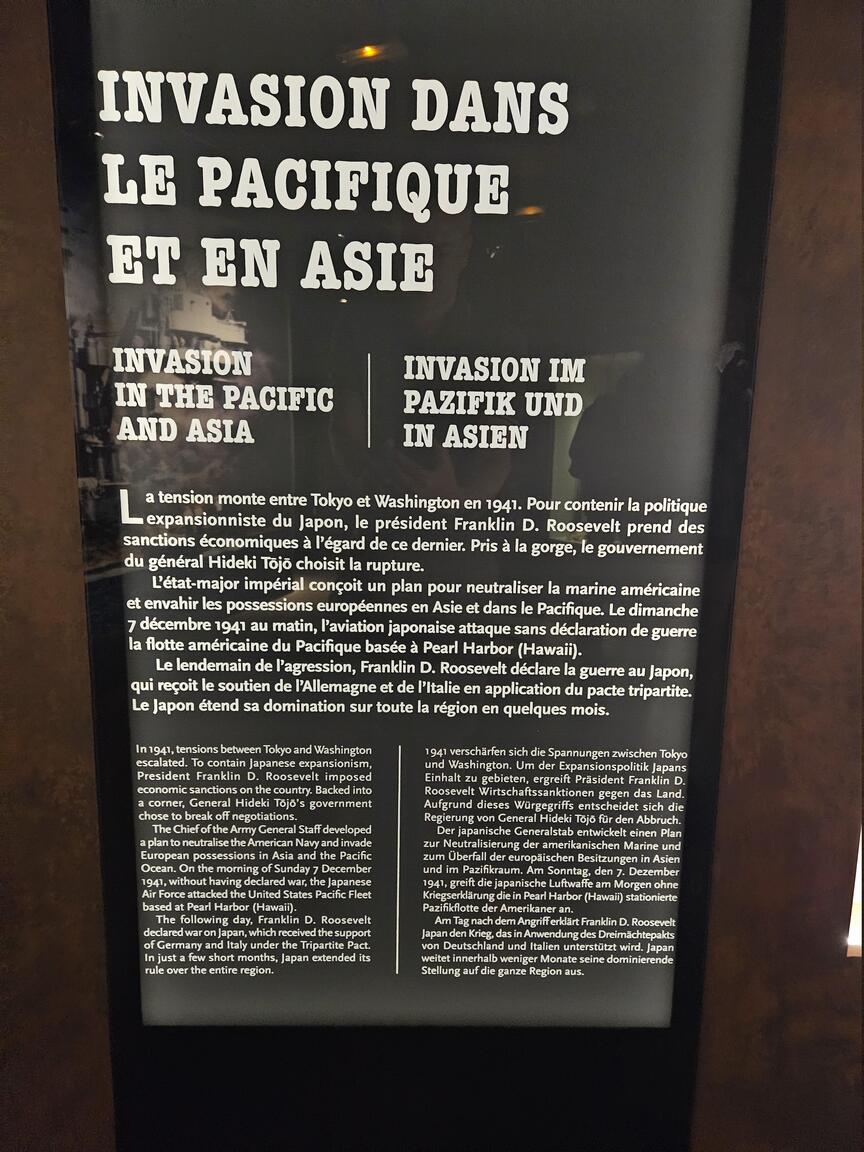 INVASION DANS
LE PACIFIQUE
ET EN ASIE
INVASION
IN THE PACIFIC
AND ASIA
INVASION IM
PAZIFIK UND
IN ASIEN
La tension monte entre Tokyo et Washington en 1941. Pour contenir la politique
expansionniste du Japon, le président Franklin D. Roosevelt prend des
sanctions économiques à l'égard de ce dernier. Pris à la gorge, le gouvernement
du général Hideki Tōjō choisit la rupture.
L'état-major impérial conçoit un plan pour neutraliser la marine américaine
et envahir les possessions européennes en Asie et dans le Pacifique. Le dimanche
7 décembre 1941 au matin, l'aviation japonaise attaque sans déclaration de guerre
la flotte américaine du Pacifique basée à Pearl Harbor (Hawaii).
Le lendemain de l'agression, Franklin D. Roosevelt déclare la guerre au Japon,
qui reçoit le soutien de l'Allemagne et de l'Italie en application du pacte tripartite.
Le Japon étend sa domination sur toute la région en quelques mois.
In 1941, tensions between Tokyo and Washington
escalated. To contain Japanese expansionism,
President Franklin D. Roosevelt imposed
economic sanctions on the country. Backed into
a corner, General Hideki Tōjō's government
chose to break off negotiations.
The Chief of the Army General Staff developed
a plan to neutralise the American Navy and invade
European possessions in Asia and the Pacific
Ocean. On the morning of Sunday 7 December
1941, without having declared war, the Japanese
Air Force attacked the United States Pacific Fleet
based at Pearl Harbor (Hawaii).
The following day, Franklin D. Roosevelt
declared war on Japan, which received the support
of Germany and Italy under the Tripartite Pact.
In just a few short months, Japan extended its
rule over the entire region.
1941 verschärfen sich die Spannungen zwischen Tokyo
und Washington. Um der Expansionspolitik Japans
Einhalt zu gebieten, ergreift Präsident Franklin D.
Roosevelt Wirtschaftssanktionen gegen das Land.
Aufgrund dieses Würgegriffs entscheidet sich die
Regierung von General Hideki Tōjō für den Abbruch.
Der japanische Generalstab entwickelt einen Plan
zur Neutralisierung der amerikanischen Marine und
zum Überfall der europäischen Besitzungen in Asien
und im Pazifikraum. Am Sonntag, den 7. Dezember
1941, greift die japanische Luftwaffe am Morgen ohne
Kriegserklärung die in Pearl Harbor (Hawaii) stationierte
Pazifikflotte der Amerikaner an.
Am Tag nach dem Angriff erklärt Franklin D. Roosevelt
Japan den Krieg, das in Anwendung des Dreimächtepakts
von Deutschland und Italien unterstützt wird. Japan
weitet innerhalb weniger Monate seine dominierende
Stellung auf die ganze Region aus.